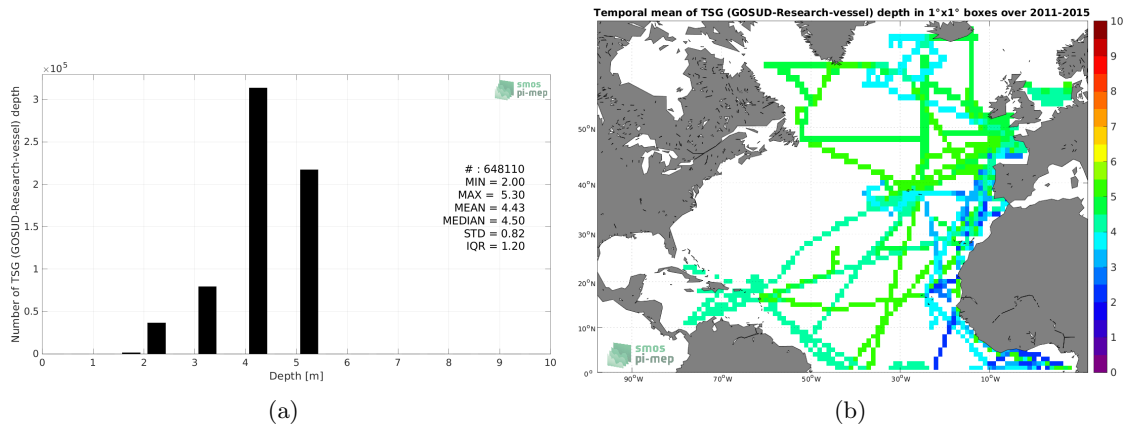 ×10⁵
Number of TSG (GOSUD-Research-vessel) depth
3
2.5
2
1.5
1
0.5
0
smos
pi-mep
# : 648110
MIN = 2.00
MAX = 5.30
MEAN = 4.43
MEDIAN = 4.50
STD = 0.82
IQR = 1.20
0 1 2 3 4 5 6 7 8 9 10
Depth [m]
(a)
Temporal mean of TSG (GOSUD-Research-vessel) depth in 1°x1° boxes over 2011-2015
50°N
40°N
30°N
20°N
10°N
0°
90°W 70°W 50°W 30°W 10°W
smos
pi-mep
10
9
8
7
6
5
4
3
2
1
0
(b)